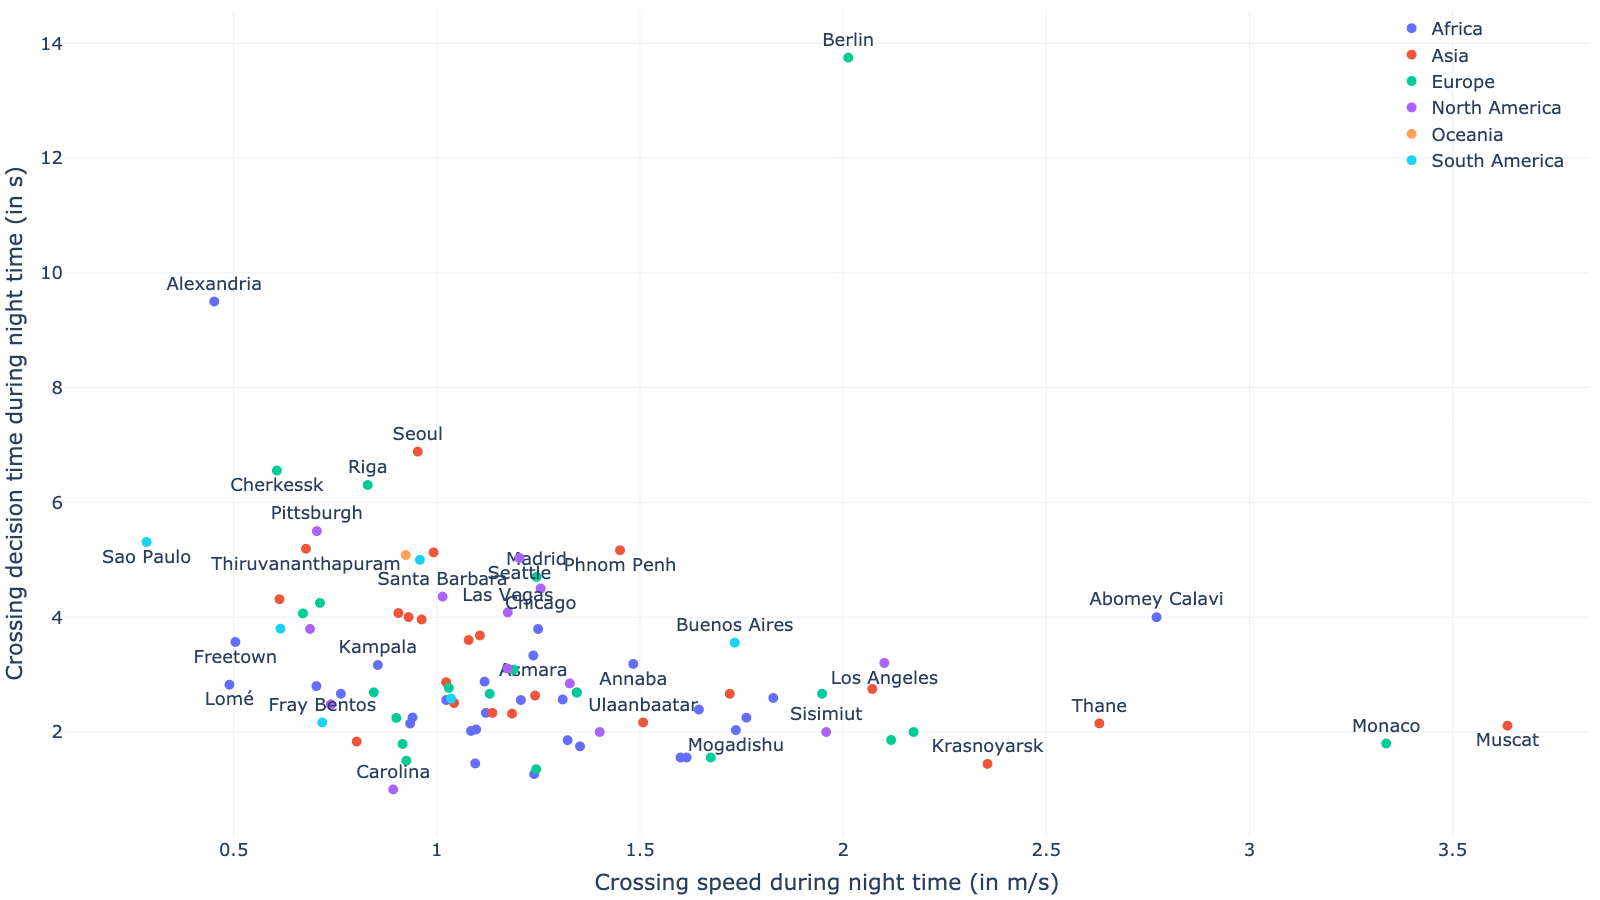 Berlin
Alexandria
Seoul
Riga
Cherkessk
Pittsburgh
Sao Paulo
Thiruvananthapuram
Madrid
Phnom Penh
Seattle
Santa Barbara
Las Vegas
Chicago
Abomey Calavi
Buenos Aires
Kampala
Freetown
Asmara
Annaba
Los Angeles
Lomé
Fray Bentos
Ulaanbaatar
Thane
Sisimiut
Monaco
Muscat
Mogadishu
Krasnoyarsk
Carolina
Africa
Asia
Europe
North America
Oceania
South America
14
12
10
8
6
4
2
0.5
1
1.5
2
2.5
3
3.5
Crossing speed during night time (in m/s)
Crossing decision time during night time (in s)